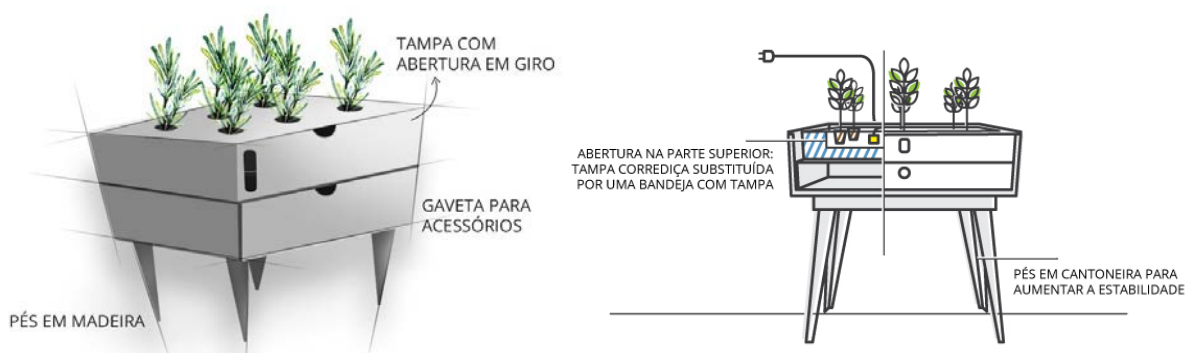 TAMPA COM
ABERTURA EM GIRO
GAVETA PARA
ACESSÓRIOS
PÉS EM MADEIRA
ABERTURA NA PARTE SUPERIOR:
TAMPA CORREDIÇA SUBSTITUÍDA
POR UMA BANDEJA COM TAMPA
PÉS EM CANTONEIRA PARA
AUMENTAR A ESTABILIDADE